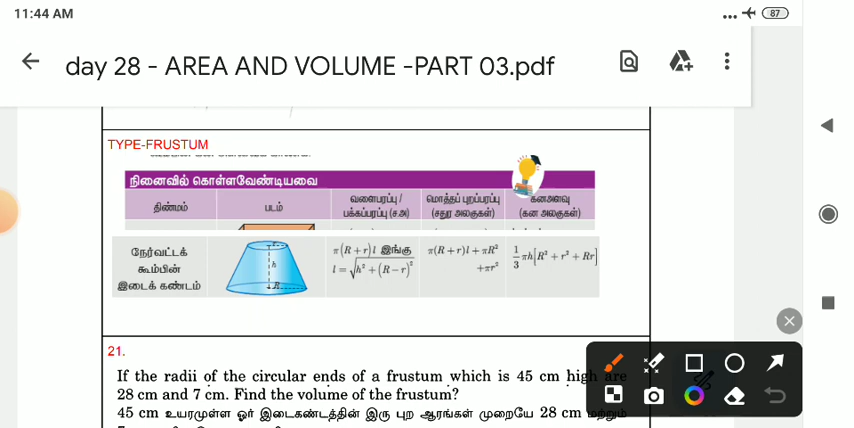 11:44 AM
87
day 28 - AREA AND VOLUME -PART 03.pdf
TYPE-FRUSTUM
நினைவில் கொள்ளவேண்டியவை
திண்மம் படம் வளைபரப்பு / பக்கப்பரப்பு (ச.அ) மொத்தப் புறப்பரப்பு (சதுர அலகுகள்) கனஅளவு (கன அலகுகள்)
நேர்வட்டக் கூம்பின் இடைக் கண்டம்
r
h
R
π(R + r) l இங்கு
l = √h² + (R − r)²
π(R + r)l + πR²
+πr²
1/3 πh[R² + r² + Rr]
21.
If the radii of the circular ends of a frustum which is 45 cm high are
28 cm and 7 cm. Find the volume of the frustum?
45 cm உயரமுள்ள ஓர் இடைகண்டத்தின் இரு புற ஆரங்கள் முறையே 28 cm மற்றும்